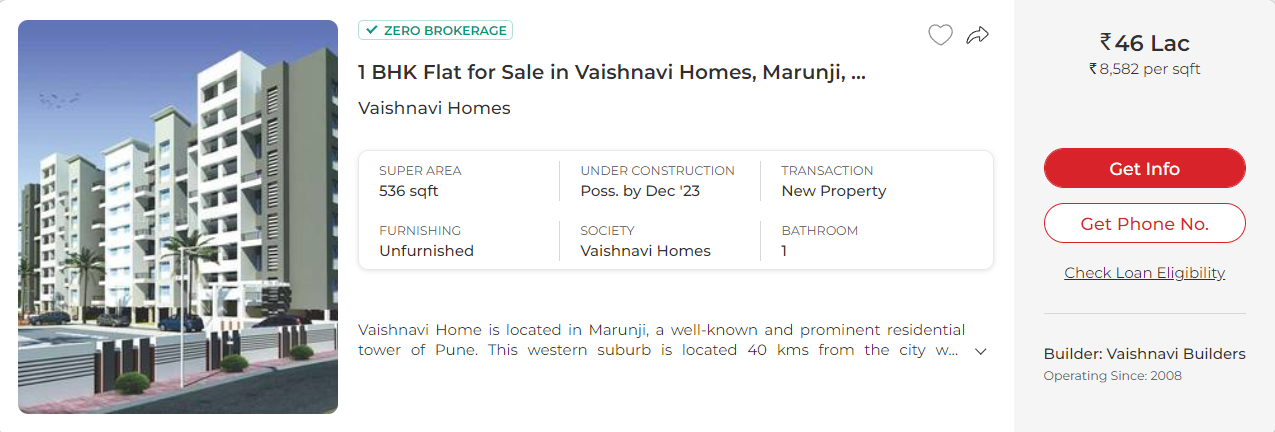 ZERO BROKERAGE
1 BHK Flat for Sale in Vaishnavi Homes, Marunji, ...
Vaishnavi Homes
SUPER AREA
536 sqft
UNDER CONSTRUCTION
Poss. by Dec '23
TRANSACTION
New Property
FURNISHING
Unfurnished
SOCIETY
Vaishnavi Homes
BATHROOM
1
Vaishnavi Home is located in Marunji, a well-known and prominent residential
tower of Pune. This western suburb is located 40 kms from the city w...
₹46 Lac
₹8,582 per sqft
Get Info
Get Phone No.
Check Loan Eligibility
Builder: Vaishnavi Builders
Operating Since: 2008